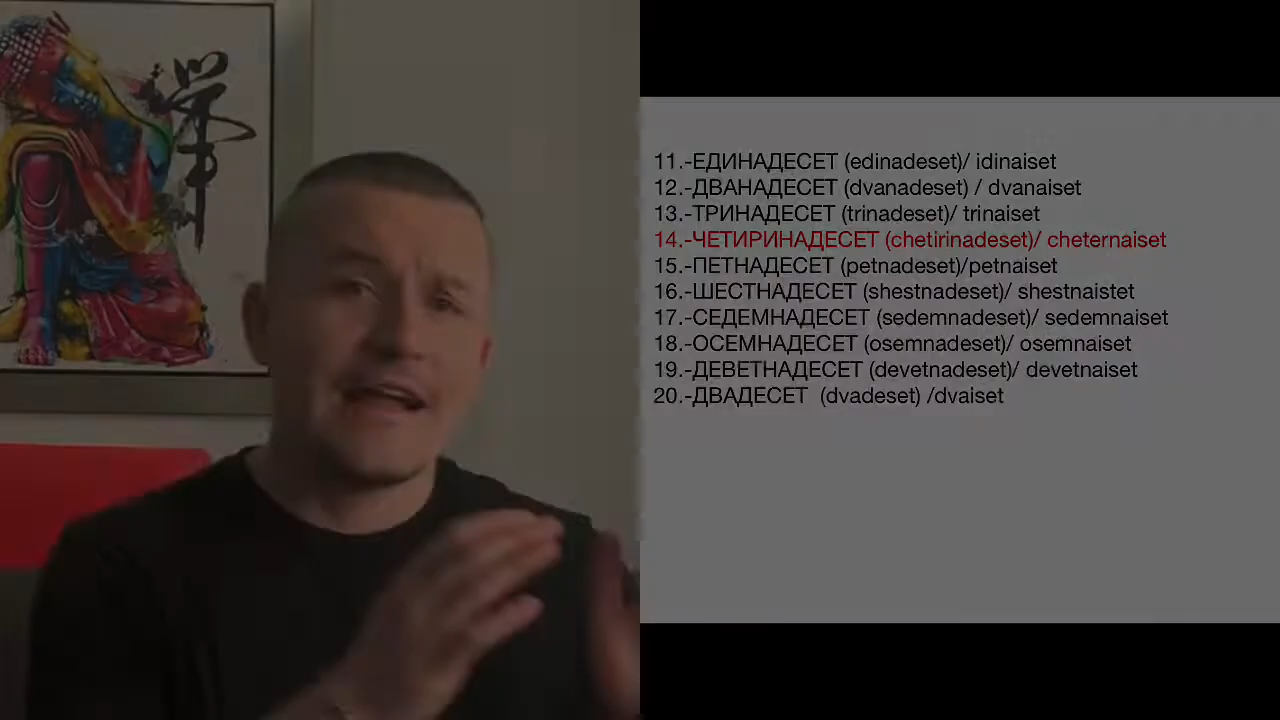 11.-ЕДИНАДЕСЕТ (edinadeset)/ idinaiset
12.-ДВАНАДЕСЕТ (dvanadeset) / dvanaiset
13.-ТРИНАДЕСЕТ (trinadeset)/ trinaiset
14.-ЧЕТИРИНАДЕСЕТ (chetirinadeset)/ cheternaiset
15.-ПЕТНАДЕСЕТ (petnadeset)/petnaiset
16.-ШЕСТНАДЕСЕТ (shestnadeset)/ shestnaistet
17.-СЕДЕМНАДЕСЕТ (sedemnadeset)/ sedemnaiset
18.-ОСЕМНАДЕСЕТ (osemnadeset)/ osemnaiset
19.-ДЕВЕТНАДЕСЕТ (devetnadeset)/ devetnaiset
20.-ДВАДЕСЕТ (dvadeset) /dvaiset